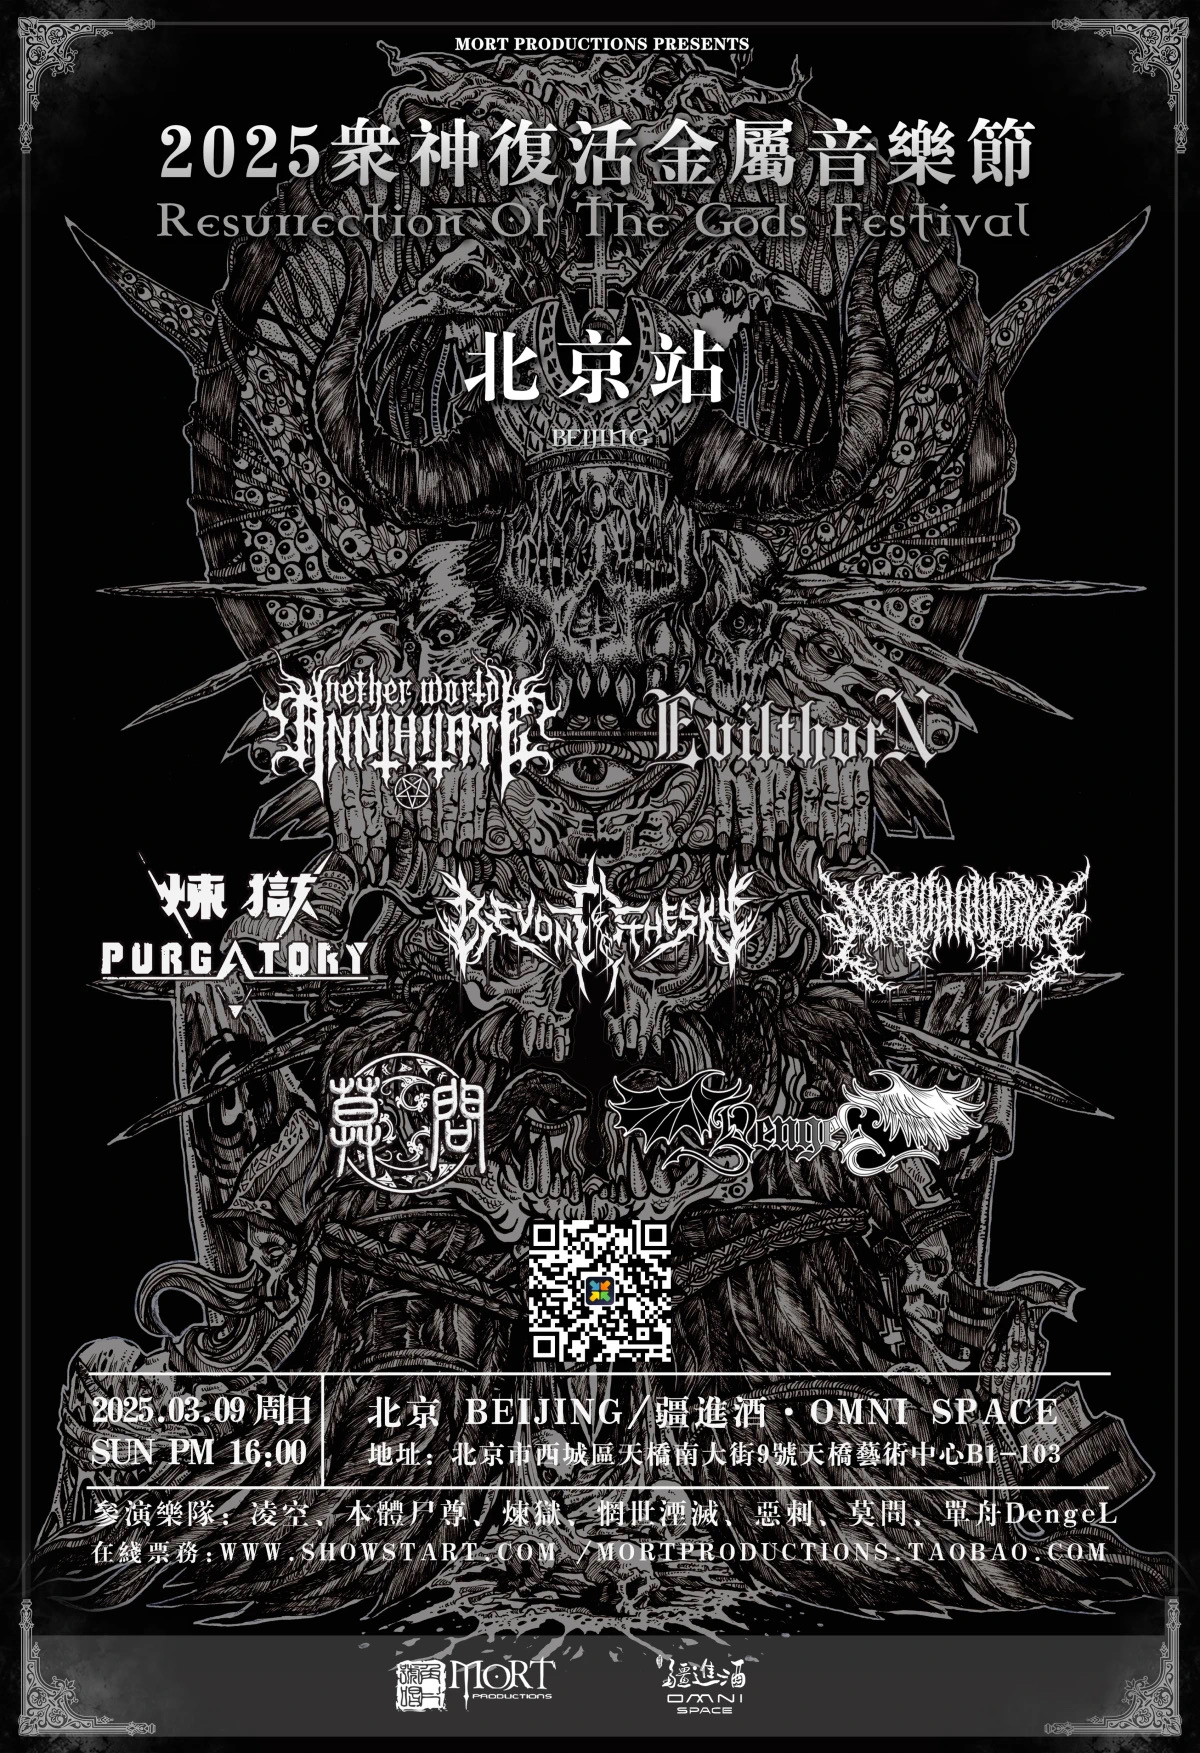 MORT PRODUCTIONS PRESENTS
2025衆神復活金屬音樂節
Resurrection Of The Gods Festival
北京站
BEIJING
nether world
ANNIHILATE
EvilthorN
煉獄
PURGATORY
BEYOND THE SKY
莫問
DengeL
2025.03.09 周日
SUN PM 16:00
北京 BEIJING/疆進酒·OMNI SPACE
地址：北京市西城區天橋南大街9號天橋藝術中心B1-103
參演樂隊：凌空、本體尸尊、煉獄、惘世湮滅、惡刺、莫問、單舟DengeL
在綫票務:WWW.SHOWSTART.COM /MORTPRODUCTIONS.TAOBAO.COM
MORT
PRODUCTIONS
疆進酒
OMNI
SPACE